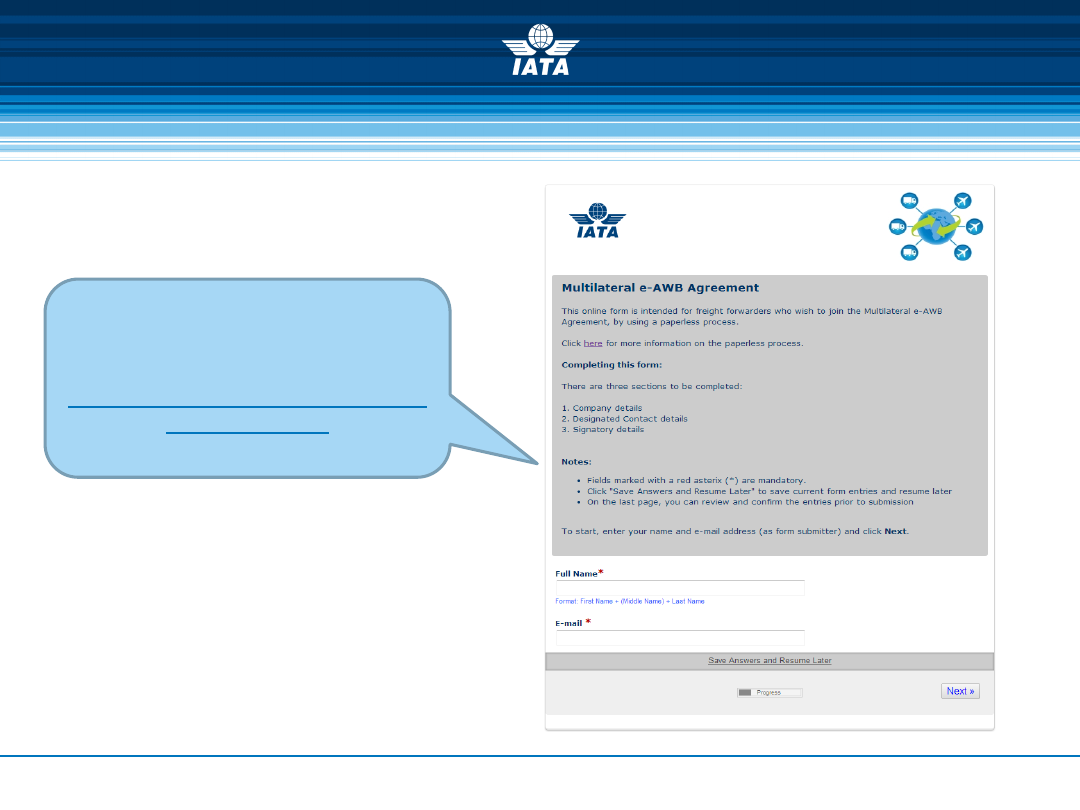 IATA
IATA
Multilateral e-AWB Agreement
This online form is intended for freight forwarders who wish to join the Multilateral e-AWB
Agreement, by using a paperless process.
Click here for more information on the paperless process.
Completing this form:
There are three sections to be completed:
1. Company details
2. Designated Contact details
3. Signatory details
Notes:
• Fields marked with a red asterix (*) are mandatory.
• Click "Save Answers and Resume Later" to save current form entries and resume later
• On the last page, you can review and confirm the entries prior to submission
To start, enter your name and e-mail address (as form submitter) and click Next.
Full Name*
Format: First Name + (Middle Name) + Last Name
E-mail *
Save Answers and Resume Later
Progress
Next »